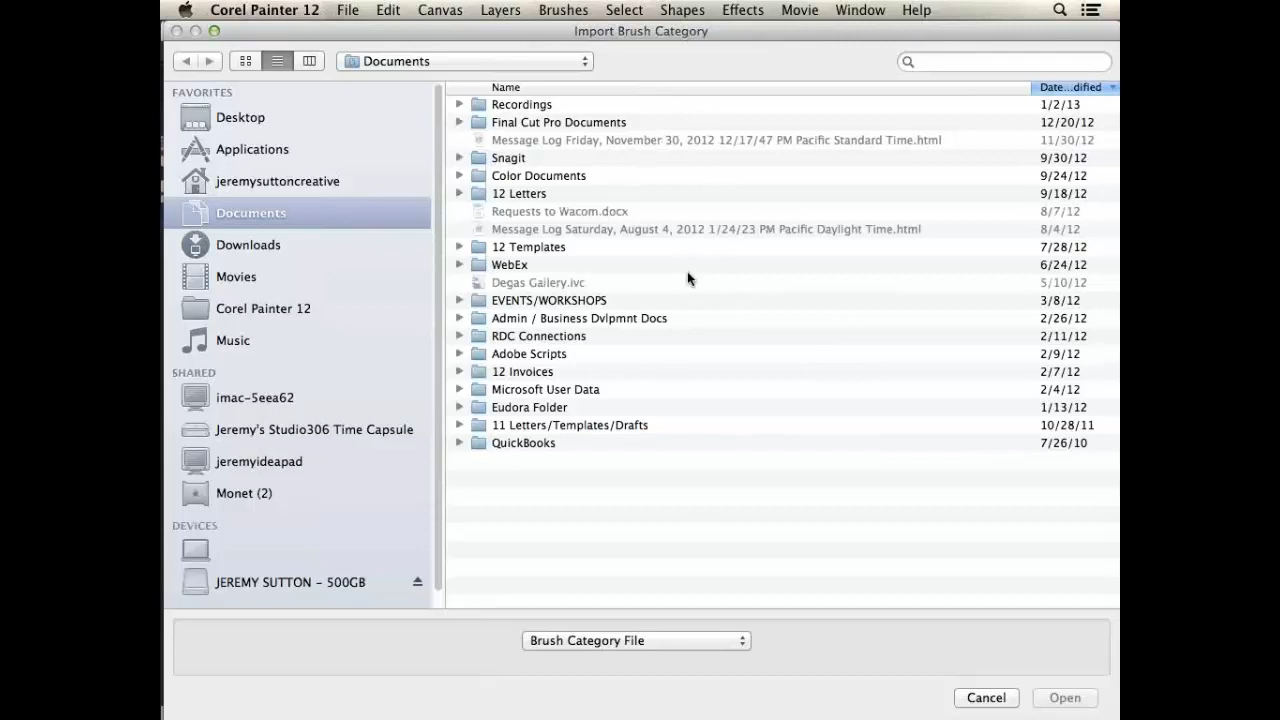 Corel Painter 12 File Edit Canvas Layers Brushes Select Shapes Effects Movie Window Help
Import Brush Category
Documents
FAVORITES
Desktop
Applications
jeremysuttoncreative
Documents
Downloads
Movies
Corel Painter 12
Music
SHARED
imac-5eea62
Jeremy's Studio306 Time Capsule
jeremyideapad
Monet (2)
DEVICES
JEREMY SUTTON - 500GB
Name Date...dified
Recordings 1/2/13
Final Cut Pro Documents 12/20/12
Message Log Friday, November 30, 2012 12/17/47 PM Pacific Standard Time.html 11/30/12
Snagit 9/30/12
Color Documents 9/24/12
12 Letters 9/18/12
Requests to Wacom.docx 8/7/12
Message Log Saturday, August 4, 2012 1/24/23 PM Pacific Daylight Time.html 8/4/12
12 Templates 7/28/12
WebEx 6/24/12
Degas Gallery.ivc 5/10/12
EVENTS/WORKSHOPS 3/8/12
Admin / Business Dvlpmnt Docs 2/26/12
RDC Connections 2/11/12
Adobe Scripts 2/9/12
12 Invoices 2/7/12
Microsoft User Data 2/4/12
Eudora Folder 1/13/12
11 Letters/Templates/Drafts 10/28/11
QuickBooks 7/26/10
Brush Category File
Cancel Open